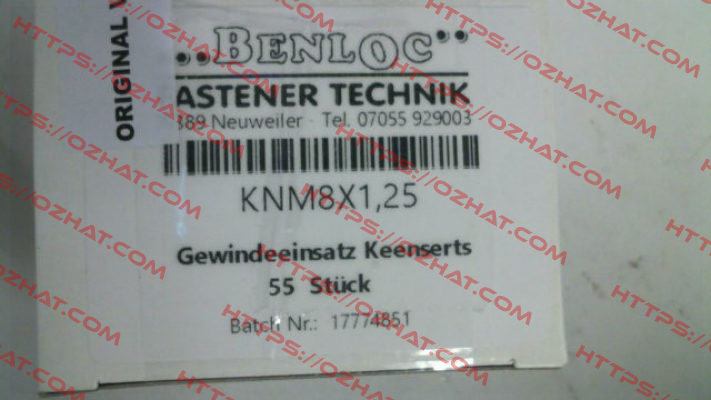 ORIGINAL
„BENLOC“
ASTENER TECHNIK
389 Neuweiler - Tel. 07055 929003
KNM8X1,25
Gewindeeinsatz Keenserts
55 Stück
Batch Nr.: 17774851
HTTPS://OZHAT.COM